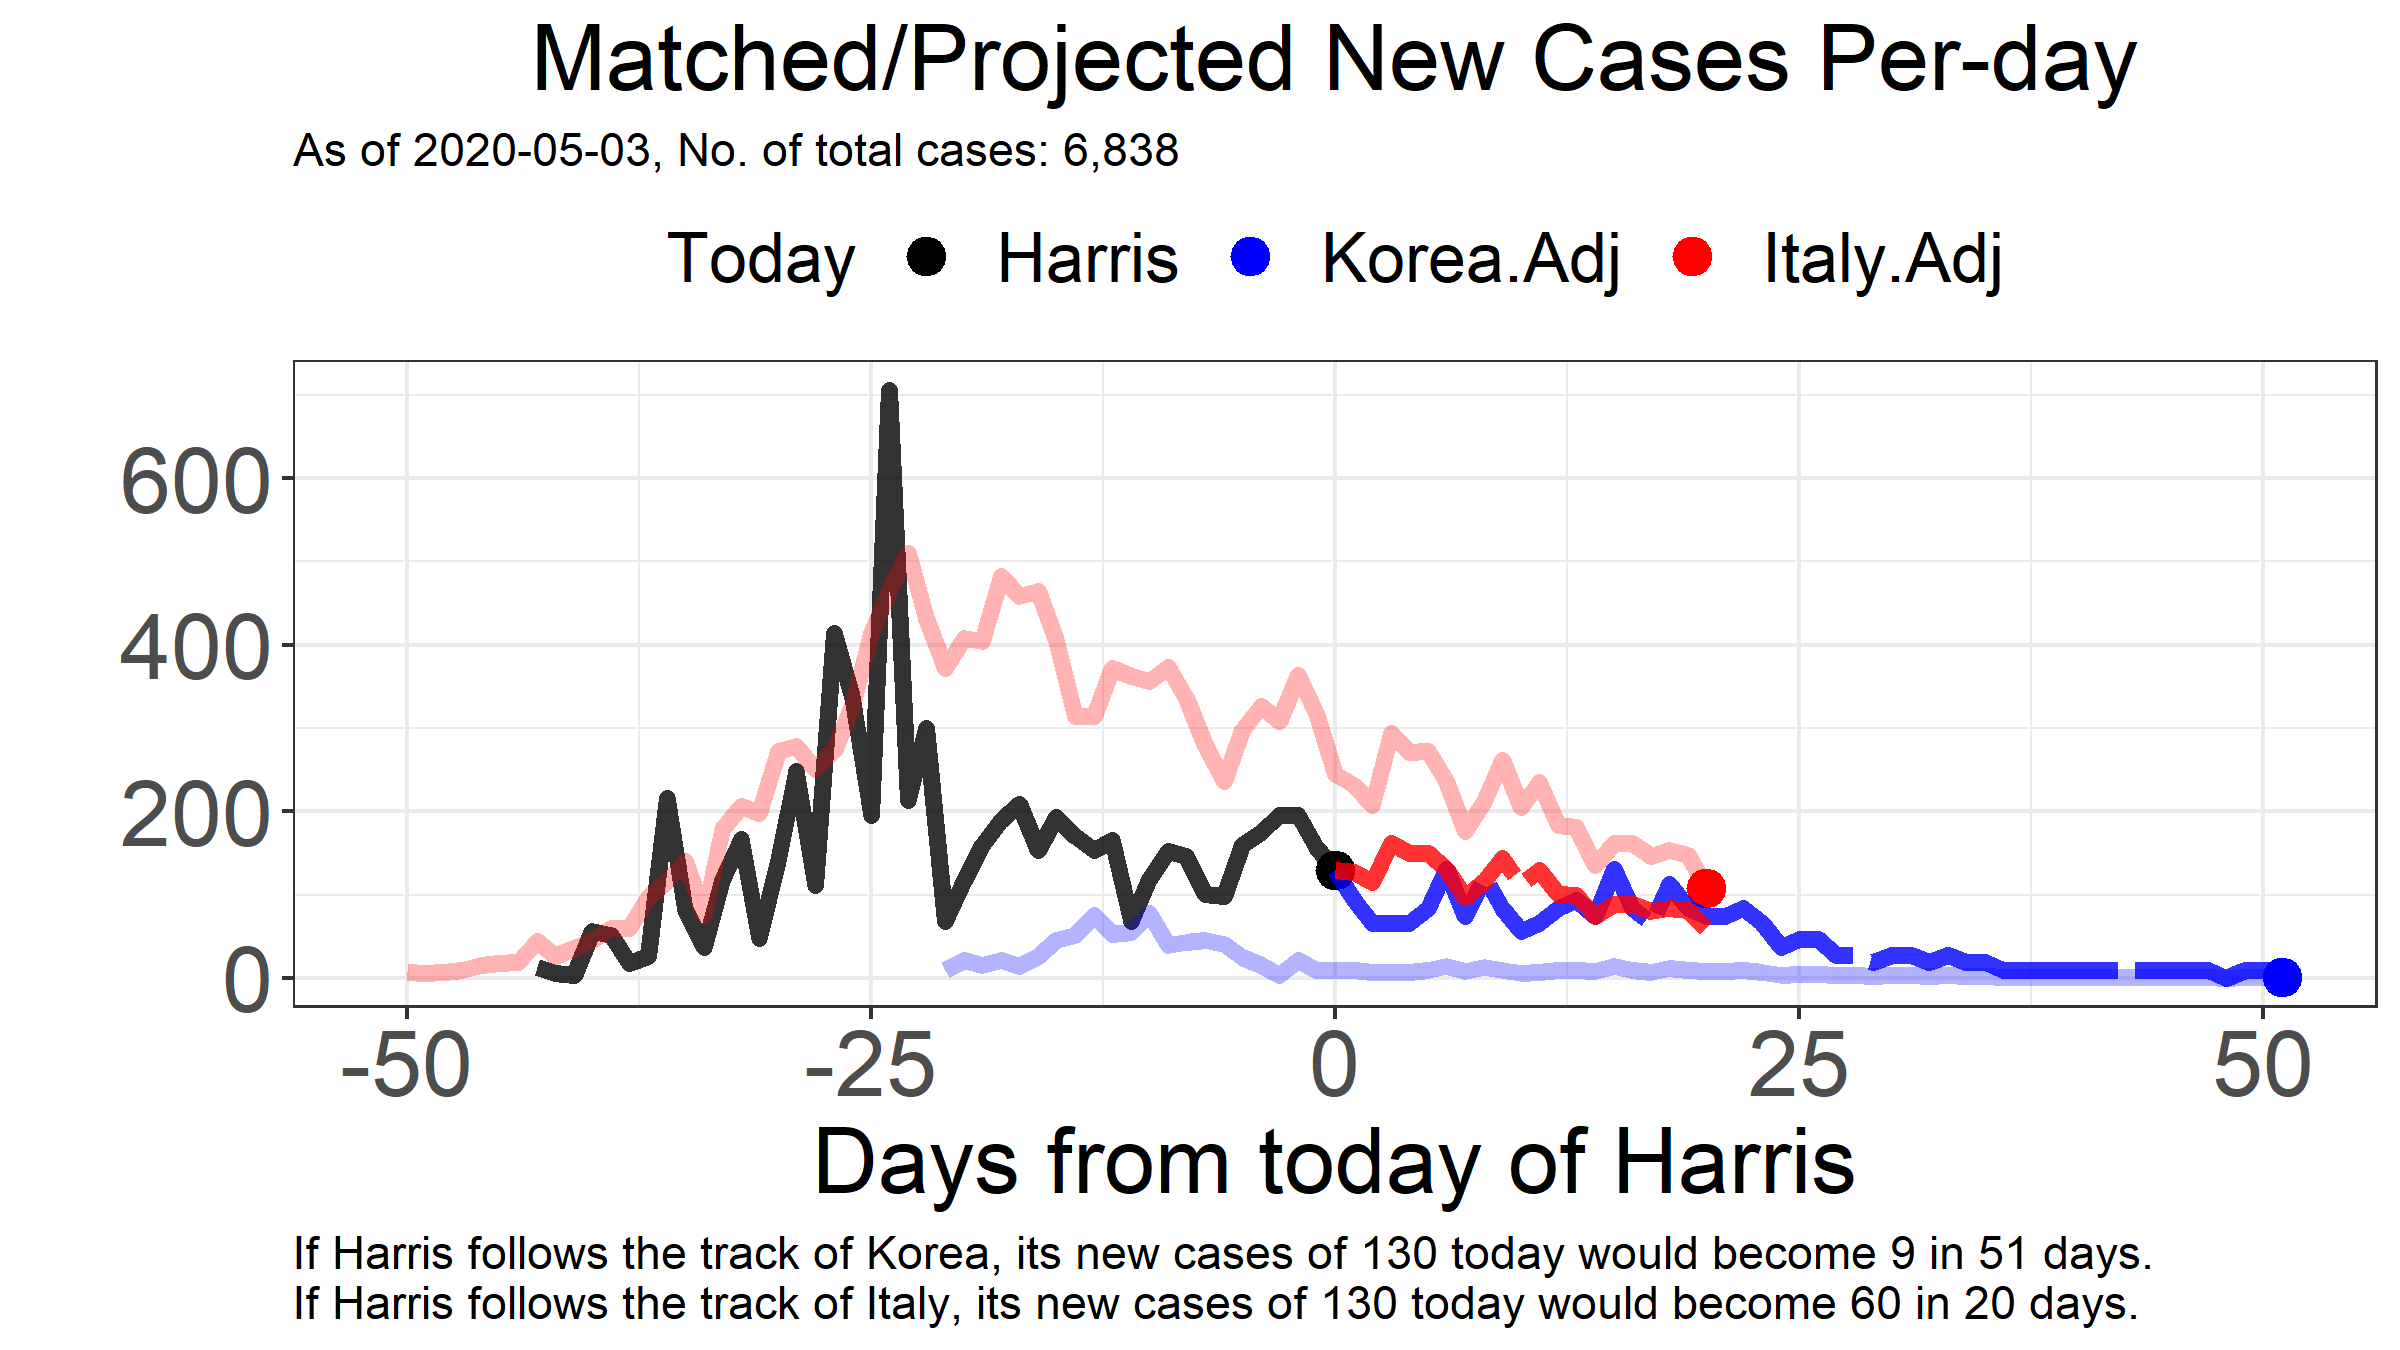 Matched/Projected New Cases Per-day
As of 2020-05-03, No. of total cases: 6,838
Today Harris Korea.Adj Italy.Adj
600
400
200
0
-50 -25 0 25 50
Days from today of Harris
If Harris follows the track of Korea, its new cases of 130 today would become 9 in 51 days.
If Harris follows the track of Italy, its new cases of 130 today would become 60 in 20 days.